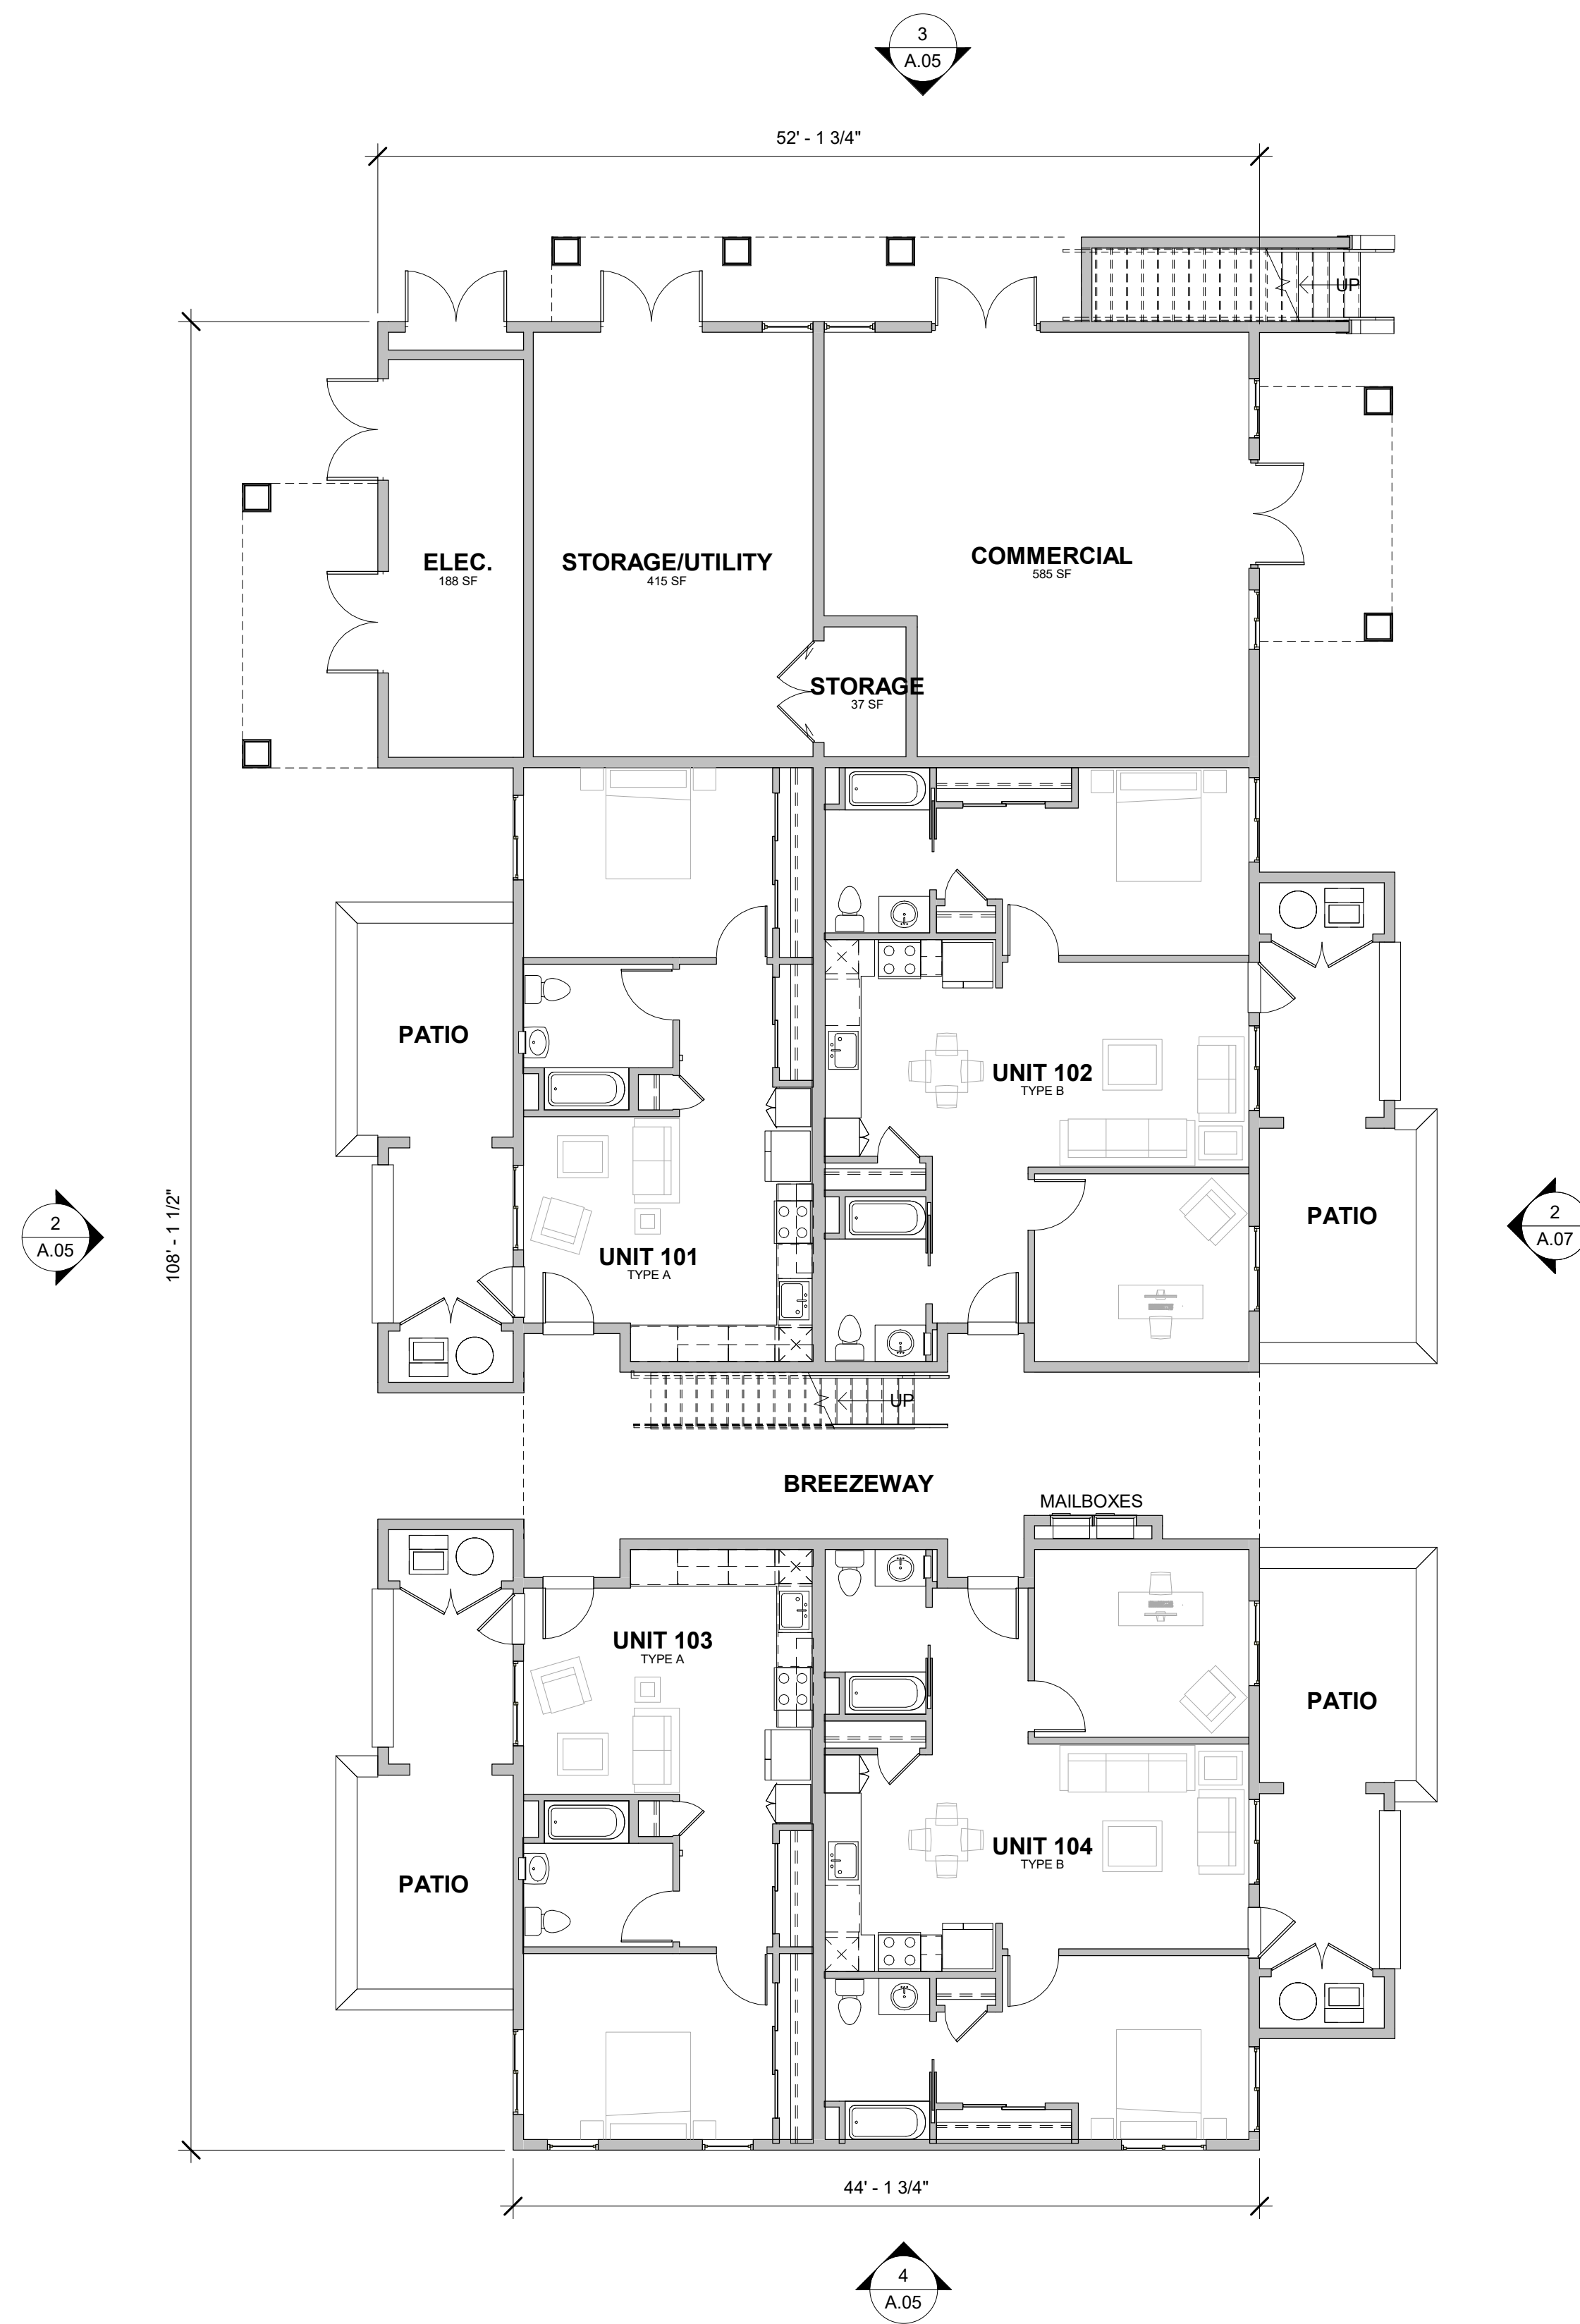 3
A.05
52' - 1 3/4"
UP
ELEC.
188 SF
STORAGE/UTILITY
415 SF
COMMERCIAL
585 SF
STORAGE
37 SF
PATIO
UNIT 102
TYPE B
2
A.05
108' - 1 1/2"
UNIT 101
TYPE A
PATIO
2
A.07
UP
BREEZEWAY
MAILBOXES
UNIT 103
TYPE A
PATIO
UNIT 104
TYPE B
PATIO
44' - 1 3/4"
4
A.05